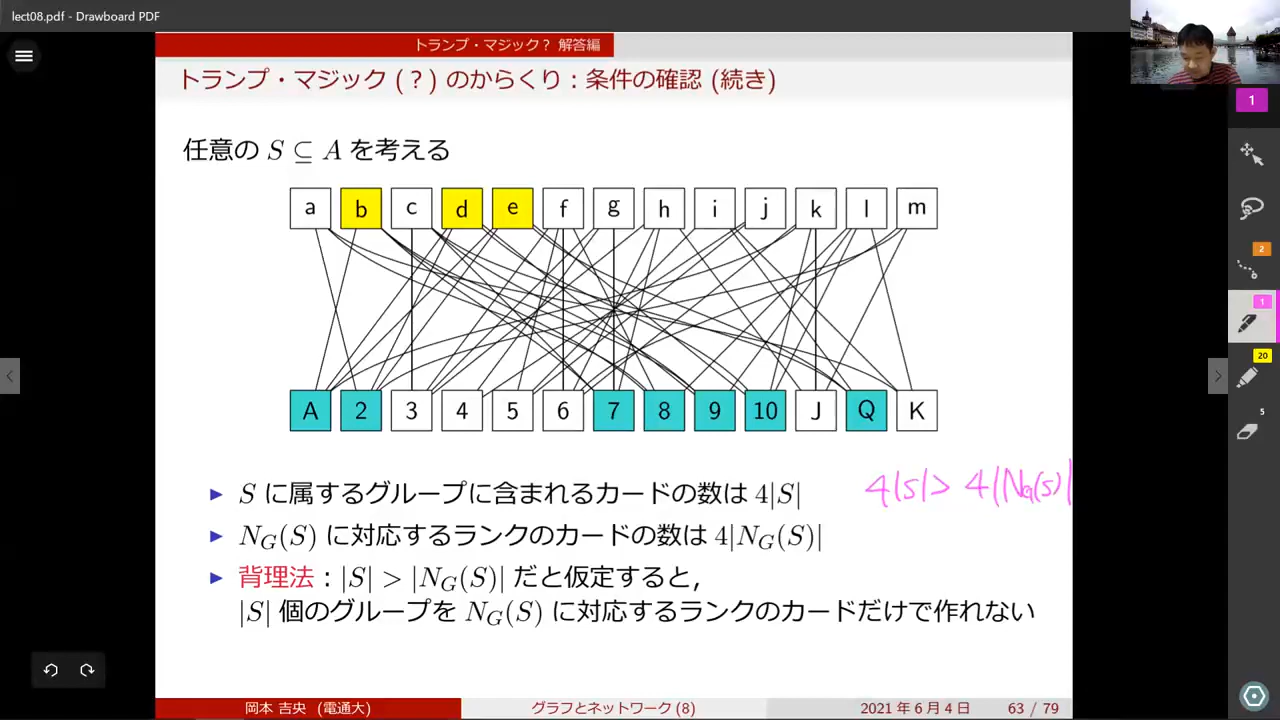 lect08.pdf - Drawboard PDF
トランプ・マジック? 解答編
トランプ・マジック (?) のからくり : 条件の確認 (続き)
任意の S ⊆ A を考える
a b c d e f g h i j k l m
A 2 3 4 5 6 7 8 9 10 J Q K
▶ S に属するグループに含まれるカードの数は 4|S|
4|S| > 4|N_G(S)|
▶ N_G(S) に対応するランクのカードの数は 4|N_G(S)|
▶ 背理法 : |S| > |N_G(S)| だと仮定すると,
|S| 個のグループを N_G(S) に対応するランクのカードだけで作れない
岡本 吉央 (電通大) グラフとネットワーク (8) 2021 年 6 月 4 日 63 / 79
1
2
1
20
5